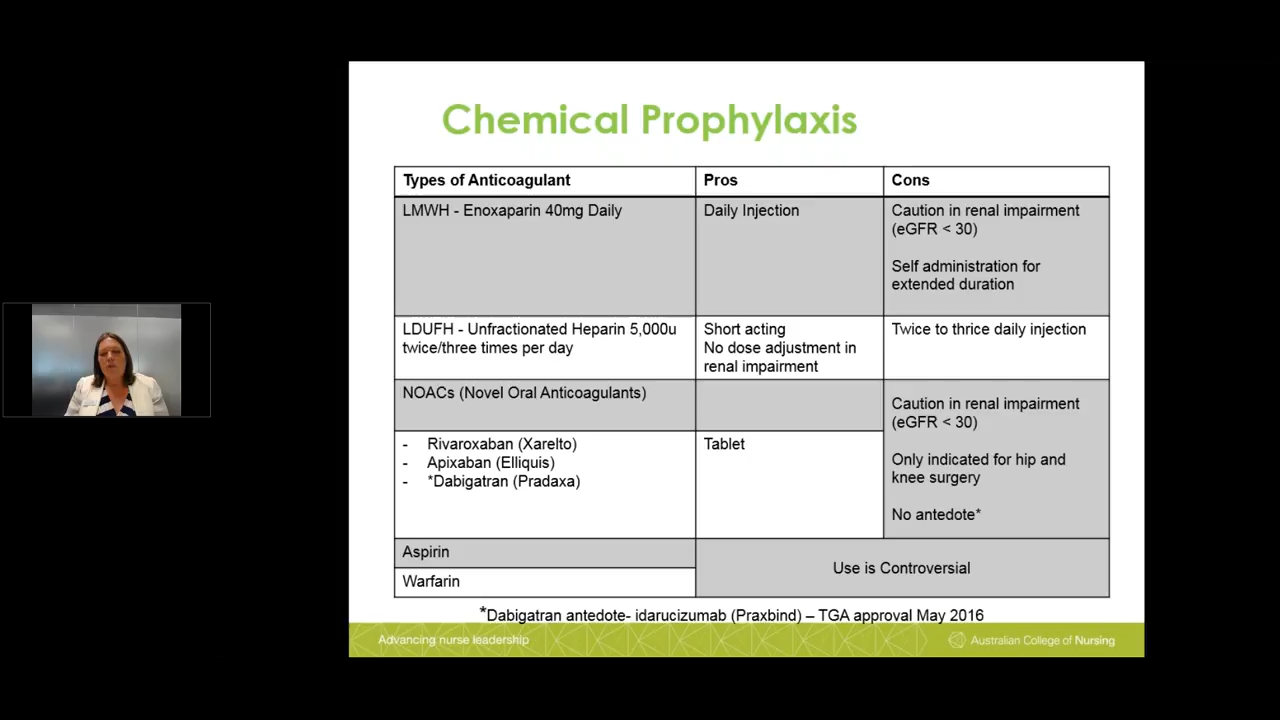 Chemical Prophylaxis
Types of Anticoagulant
Pros
Cons
LMWH - Enoxaparin 40mg Daily
Daily Injection
Caution in renal impairment
(eGFR < 30)
Self administration for
extended duration
LDUFH - Unfractionated Heparin 5,000u
twice/three times per day
Short acting
No dose adjustment in
renal impairment
Twice to thrice daily injection
NOACs (Novel Oral Anticoagulants)
- Rivaroxaban (Xarelto)
- Apixaban (Elliquis)
- *Dabigatran (Pradaxa)
Tablet
Caution in renal impairment
(eGFR < 30)
Only indicated for hip and
knee surgery
No antedote*
Aspirin
Warfarin
Use is Controversial
*Dabigatran antedote- idarucizumab (Praxbind) – TGA approval May 2016
Advancing nurse leadership
Australian College of Nursing